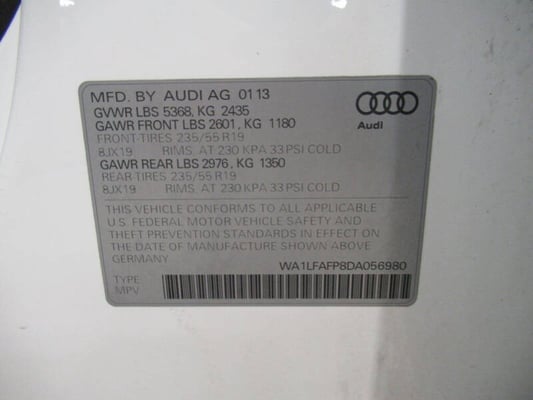 MFD. BY AUDI AG 01 13
GVWR LBS 5368, KG 2435
GAWR FRONT LBS 2601, KG 1180
FRONT-TIRES 235/55 R19
8JX19 RIMS, AT 230 KPA 33 PSI COLD
GAWR REAR LBS 2976, KG 1350
REAR-TIRES 235/55 R19
8JX19 RIMS, AT 230 KPA 33 PSI COLD
Audi
THIS VEHICLE CONFORMS TO ALL APPLICABLE
U.S. FEDERAL MOTOR VEHICLE SAFETY AND
THEFT PREVENTION STANDARDS IN EFFECT ON
THE DATE OF MANUFACTURE SHOWN ABOVE
GERMANY
WA1LFAFP8DA056980
TYPE
MPV